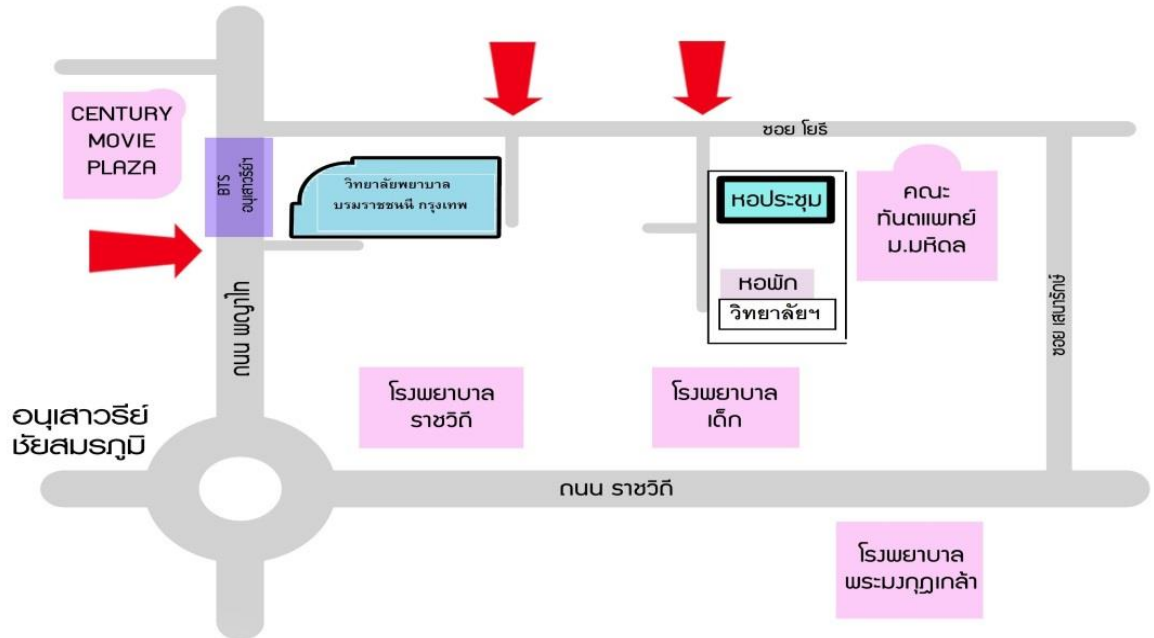 CENTURY
MOVIE
PLAZA
BTS
อนุเสาวรีย์ฯ
วิทยาลัยพยาบาล
บรมราชชนนี กรุงเทพ
ซอย โยธี
หอประชุม
คณะ
ทันตแพทย์
ม.มหิดล
หอพัก
วิทยาลัยฯ
ถนน พญาไท
ซอย เสนารักษ์
โรงพยาบาล
ราชวิถี
โรงพยาบาล
เด็ก
อนุเสาวรีย์
ชัยสมรภูมิ
ถนน ราชวิถี
โรงพยาบาล
พระมงกุฎเกล้า